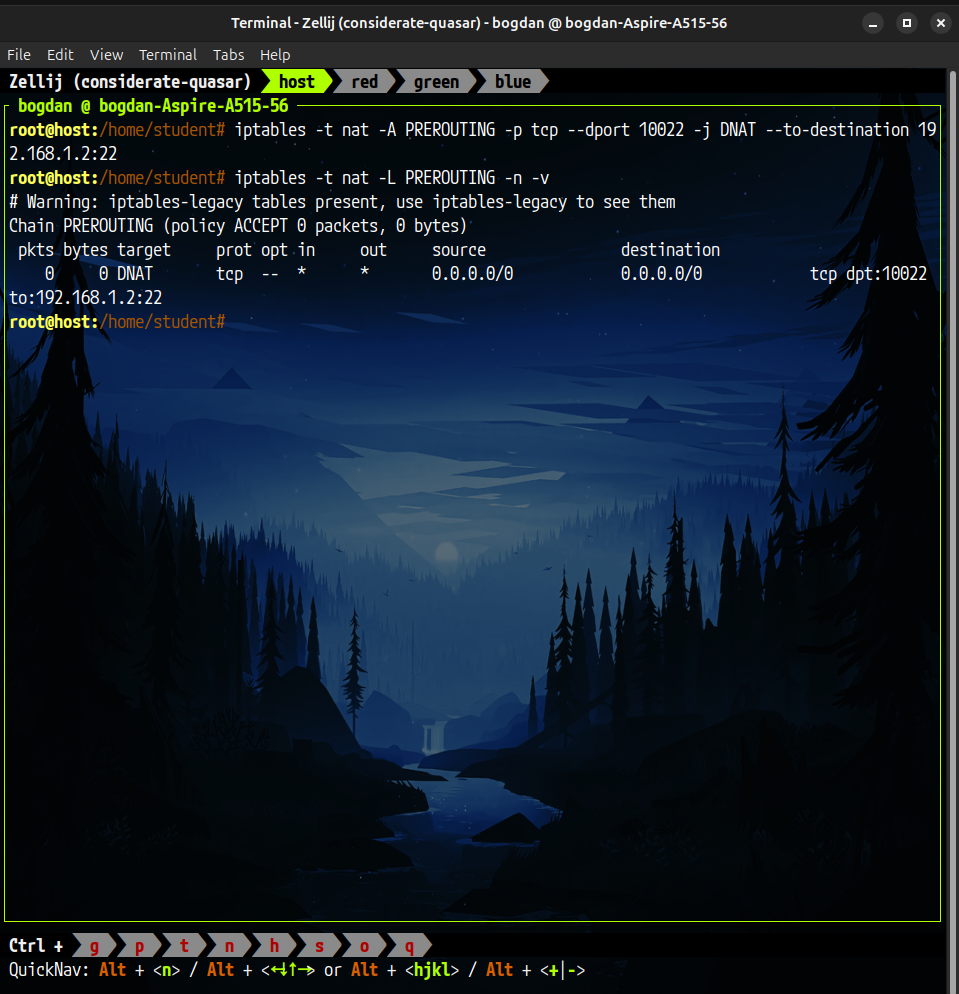 Terminal - Zellij (considerate-quasar) - bogdan @ bogdan-Aspire-A515-56
File Edit View Terminal Tabs Help
Zellij (considerate-quasar) host red green blue
bogdan @ bogdan-Aspire-A515-56
root@host:/home/student# iptables -t nat -A PREROUTING -p tcp --dport 10022 -j DNAT --to-destination 19
2.168.1.2:22
root@host:/home/student# iptables -t nat -L PREROUTING -n -v
# Warning: iptables-legacy tables present, use iptables-legacy to see them
Chain PREROUTING (policy ACCEPT 0 packets, 0 bytes)
pkts bytes target prot opt in out source destination
0 0 DNAT tcp -- * * 0.0.0.0/0 0.0.0.0/0 tcp dpt:10022
to:192.168.1.2:22
root@host:/home/student#
Ctrl + g p t n h s o q
QuickNav: Alt + <n> / Alt + <←↓↑→> or Alt + <hjkl> / Alt + <+|->